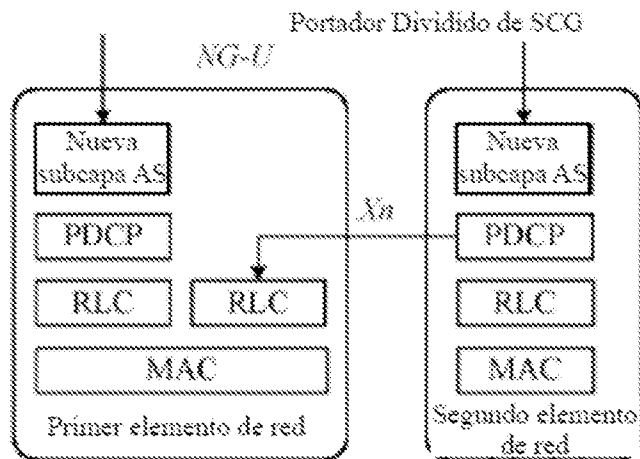 Portador Dividido de SCG
NG-U
Nueva
subcapa AS
Nueva
subcapa AS
Xn
PDCP
PDCP
RLC
RLC
RLC
MAC
MAC
Primer elemento de red
Segundo elemento
de red